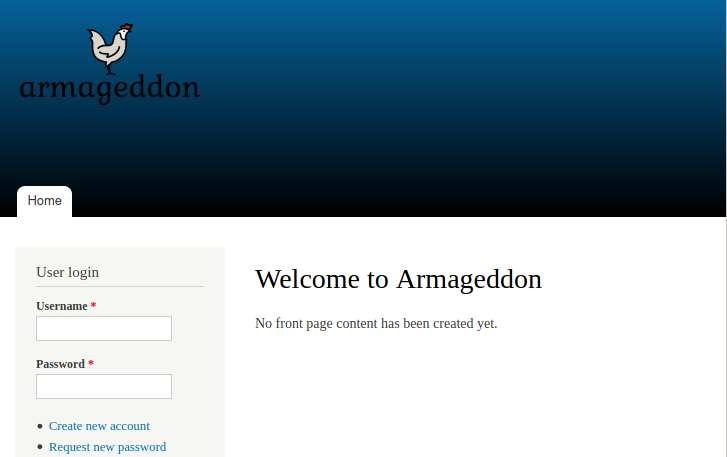 armageddon
Home
User login
Welcome to Armageddon
Username *
No front page content has been created yet.
Password *
Create new account
Request new password